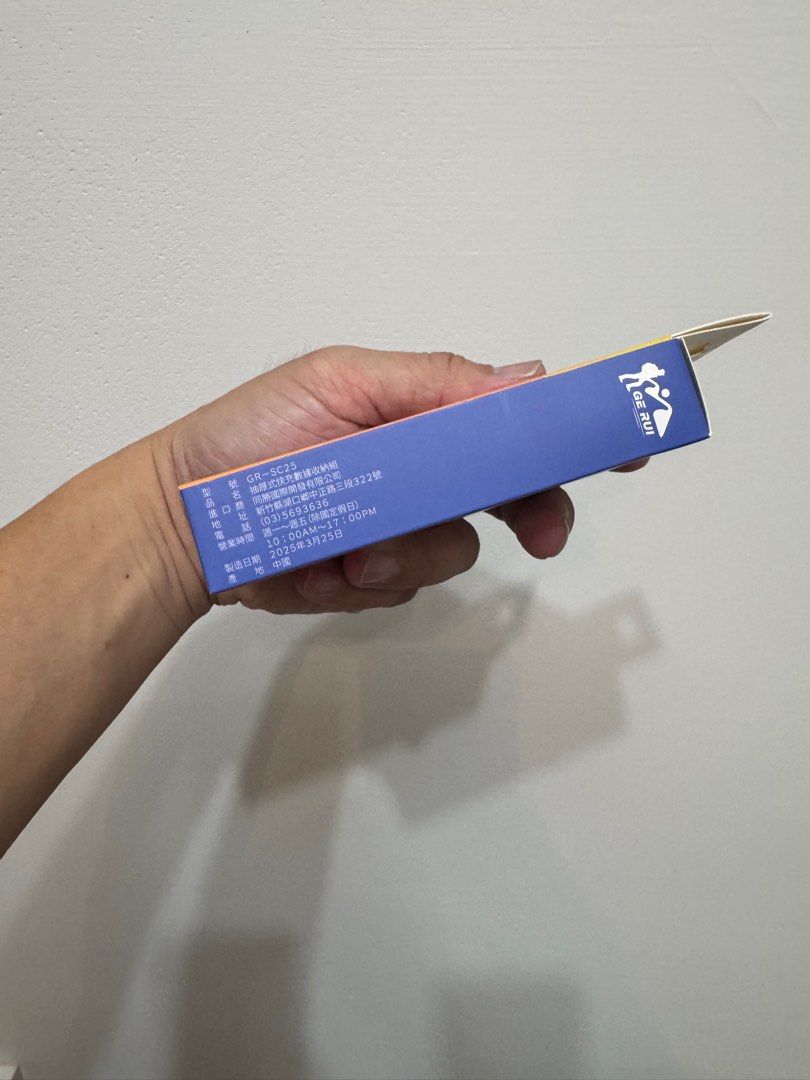 型號 GR-SC25
品名 抽屜式快充數據收納組
進口商 同勝國際開發有限公司
地址 新竹縣湖口鄉中正路三段322號
電話 (03)5693636
營業時間 週一～週五(除國定假日)
10：00AM~17：00PM
製造日期 2025年3月25日
產地 中國
GE RUI